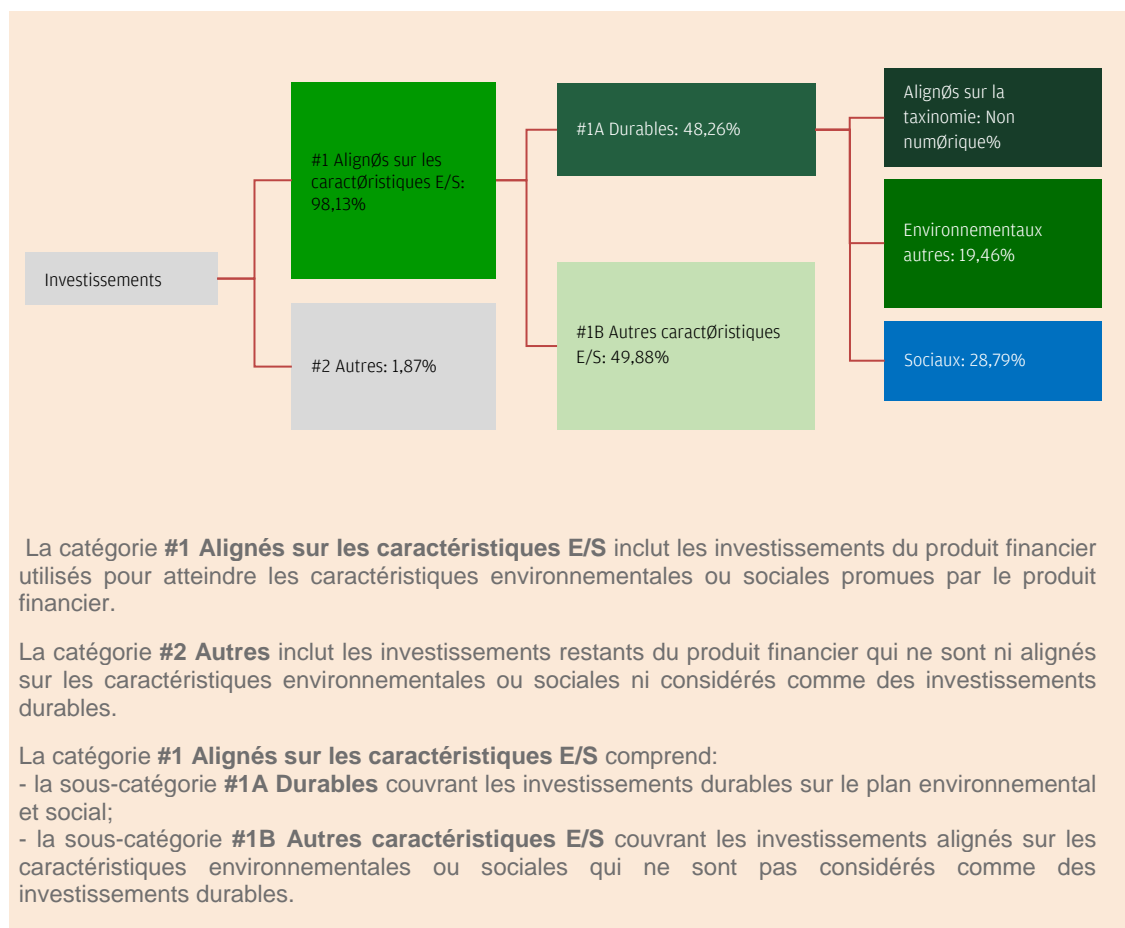 Investissements
#1 AlignØs sur les
caractØristiques E/S:
98,13%
#2 Autres: 1,87%
#1A Durables: 48,26%
#1B Autres caractØristiques
E/S: 49,88%
AlignØs sur la
taxinomie: Non
numØrique%
Environnementaux
autres: 19,46%
Sociaux: 28,79%
La catégorie #1 Alignés sur les caractéristiques E/S inclut les investissements du produit financier
utilisés pour atteindre les caractéristiques environnementales ou sociales promues par le produit
financier.
La catégorie #2 Autres inclut les investissements restants du produit financier qui ne sont ni alignés
sur les caractéristiques environnementales ou sociales ni considérés comme des investissements
durables.
La catégorie #1 Alignés sur les caractéristiques E/S comprend:
- la sous-catégorie #1A Durables couvrant les investissements durables sur le plan environnemental
et social;
- la sous-catégorie #1B Autres caractéristiques E/S couvrant les investissements alignés sur les
caractéristiques environnementales ou sociales qui ne sont pas considérés comme des
investissements durables.